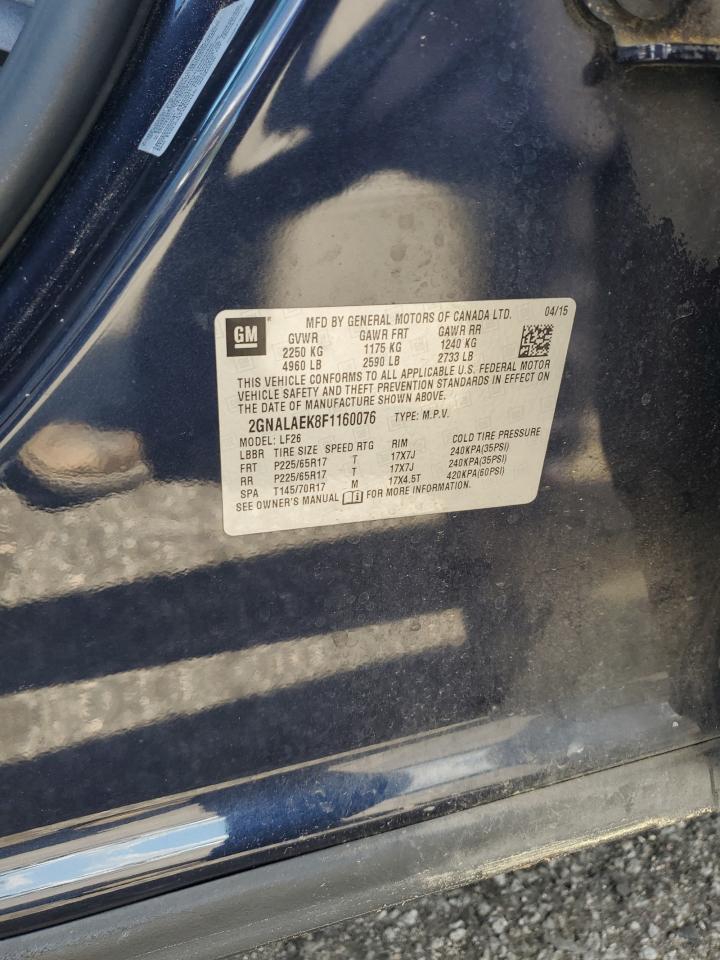 GM
MFD BY GENERAL MOTORS OF CANADA LTD. 04/15
GVWR GAWR FRT GAWR RR
2250 KG 1175 KG 1240 KG
4960 LB 2590 LB 2733 LB
THIS VEHICLE CONFORMS TO ALL APPLICABLE U.S. FEDERAL MOTOR
VEHICLE SAFETY AND THEFT PREVENTION STANDARDS IN EFFECT ON
THE DATE OF MANUFACTURE SHOWN ABOVE.
2GNALAEK8F1160076 TYPE: M.P.V.
MODEL: LF26
LBBR TIRE SIZE SPEED RTG RIM COLD TIRE PRESSURE
FRT P225/65R17 T 17X7J 240KPA(35PSI)
RR P225/65R17 T 17X7J 240KPA(35PSI)
SPA T145/70R17 M 17X4.5T 420KPA(60PSI)
SEE OWNER'S MANUAL FOR MORE INFORMATION.